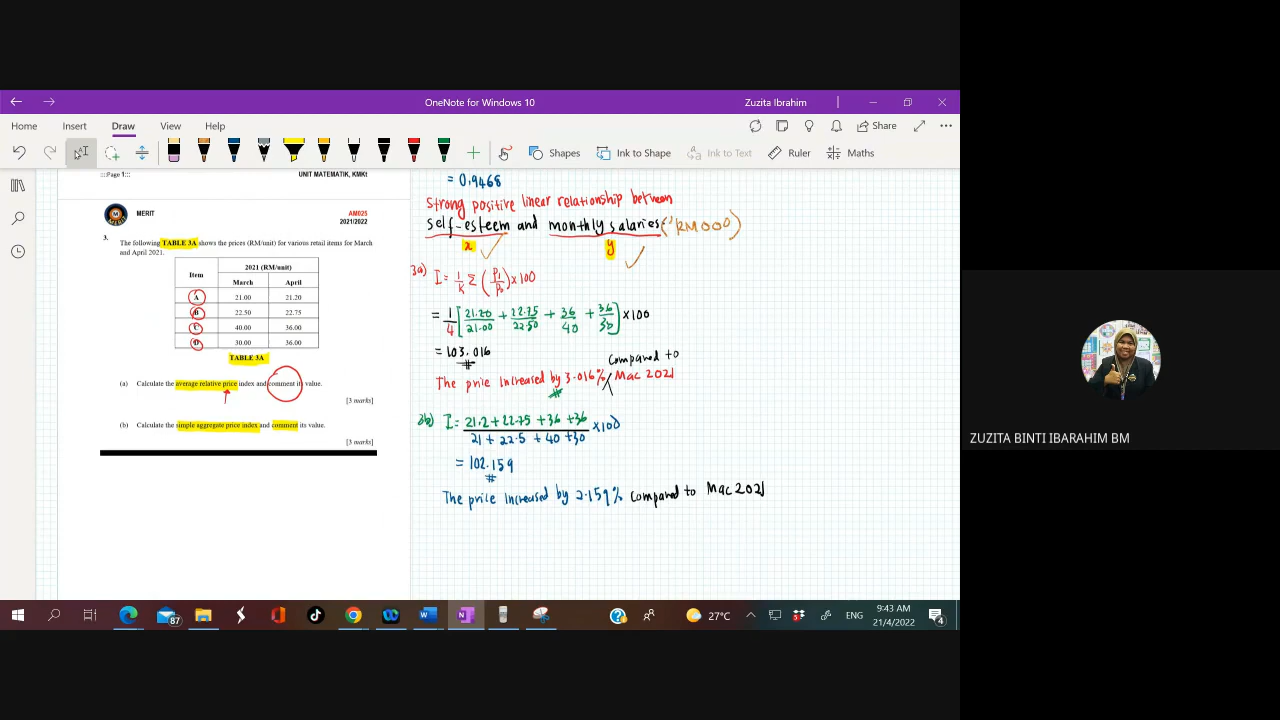 OneNote for Windows 10
Zuzita Ibrahim
Home Insert Draw View Help
Share
Shapes Ink to Shape Ink to Text Ruler Maths
:::Page 1:::
UNIT MATEMATIK, KMKt
MERIT
AM025
2021/2022
3.
The following TABLE 3A shows the prices (RM/unit) for various retail items for March
and April 2021.
Item 2021 (RM/unit)
March April
A 21.00 21.20
B 22.50 22.75
C 40.00 36.00
D 30.00 36.00
TABLE 3A
(a) Calculate the average relative price index and comment its value.
[3 marks]
(b) Calculate the simple aggregate price index and comment its value.
[3 marks]
= 0.9468
Strong positive linear relationship between
self-esteem and monthly salaries ('RM000)
x y
3a) I = 1/K Σ (P1/P0) x 100
= 1/4 [21.20/21.00 + 22.75/22.50 + 36/40 + 36/30] x 100
= 103.016
Compared to
The price increased by 3.016% Mac 2021
3b) I = 21.2 + 22.75 + 36 + 36 / 21 + 22.5 + 40 + 30 x 100
= 102.159
The price increased by 2.159% compared to Mac 2021
ZUZITA BINTI IBARAHIM BM
87
27°C
ENG
9:43 AM
21/4/2022
4